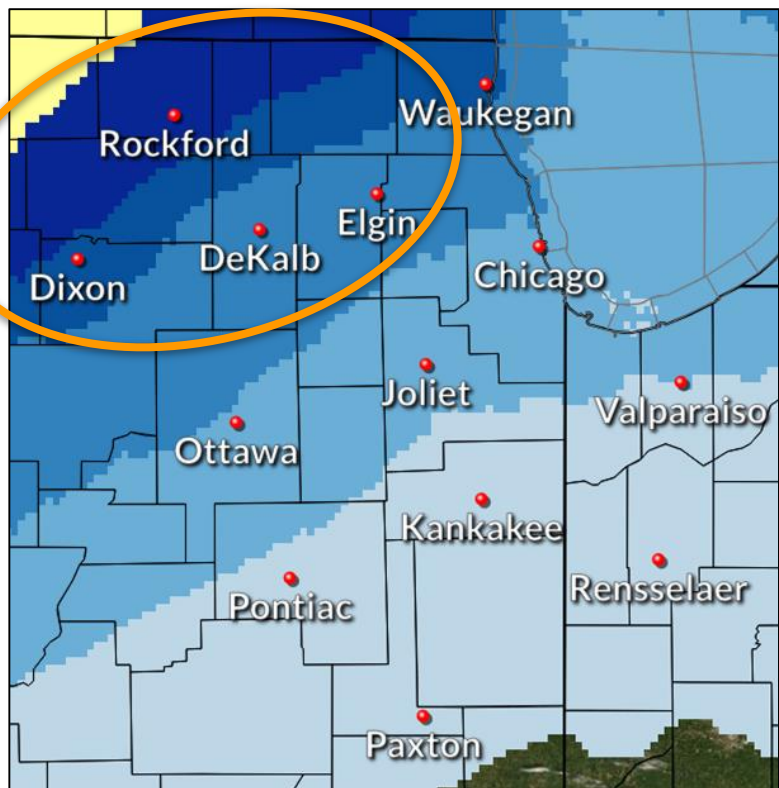 Waukegan
Rockford
Elgin
DeKalb
Chicago
Dixon
Joliet
Valparaiso
Ottawa
Kankakee
Rensselaer
Pontiac
Paxton